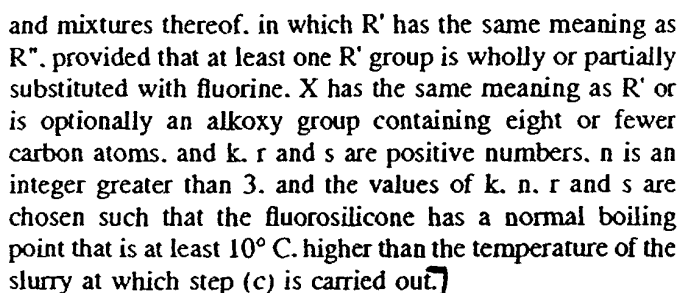 and mixtures thereof. in which R' has the same meaning as
R". provided that at least one R' group is wholly or partially
substituted with fluorine. X has the same meaning as R' or
is optionally an alkoxy group containing eight or fewer
carbon atoms. and k. r and s are positive numbers. n is an
integer greater than 3. and the values of k. n. r and s are
chosen such that the fluorosilicone has a normal boiling
point that is at least 10° C. higher than the temperature of the
slurry at which step (c) is carried out.]